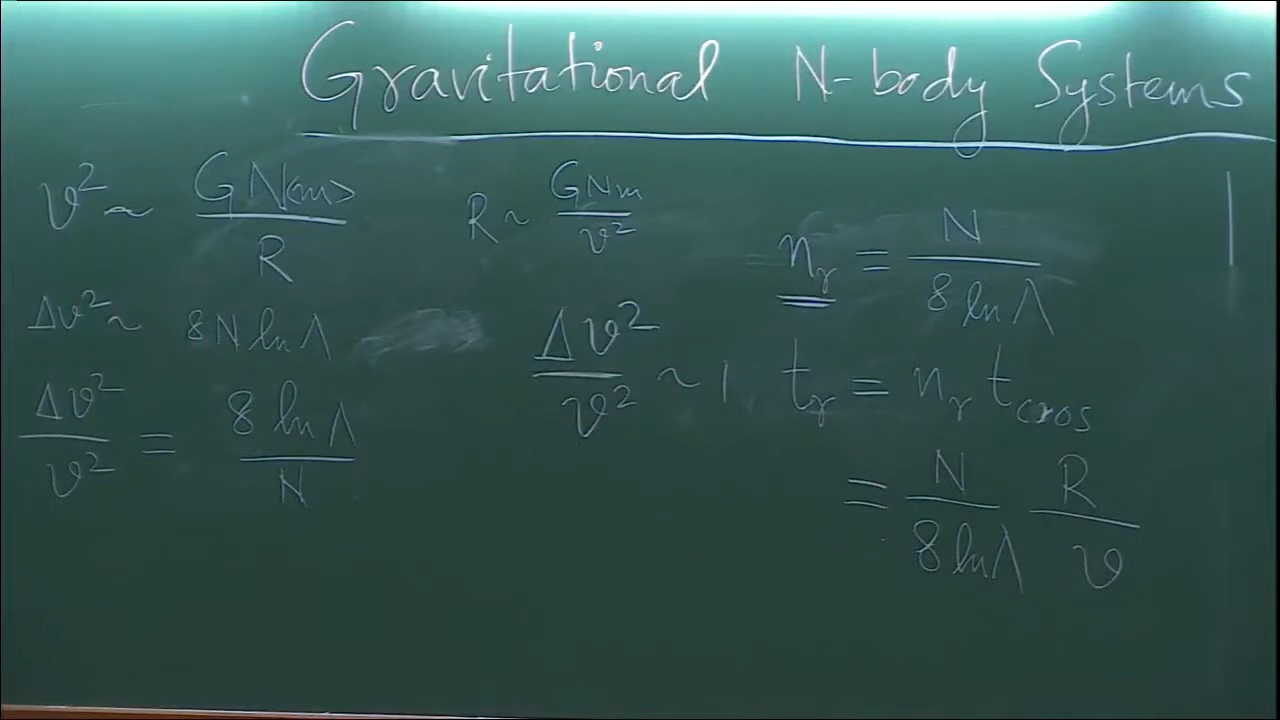 Gravitational N-body Systems
v² ~ GN<m> / R
Δv² ~ 8N ln Λ
Δv² / v² = 8 ln Λ / N
R ~ GNm / v²
Δv² / v² ~ 1
n_r = N / 8 ln Λ
t_r = n_r t_cros
= N / 8 ln Λ R / v